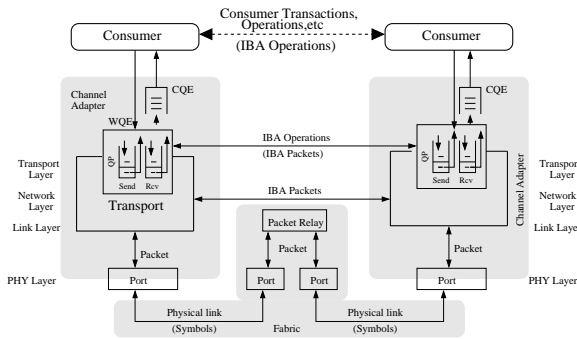 Consumer Transactions,
Operations,etc
(IBA Operations)
Consumer
Consumer
Channel
Adapter
CQE
CQE
WQE
QP
Send
Rcv
Transport
IBA Operations
(IBA Packets)
QP
Send
Rcv
Channel Adapter
Transport
Layer
Network
Layer
Link Layer
IBA Packets
Transpor
Layer
Network
Layer
Link Laye
Packet Relay
Packet
Packet
Packet
PHY Layer
Port
Port
Port
Port
PHY Layer
Physical link
(Symbols)
Fabric
Physical link
(Symbols)